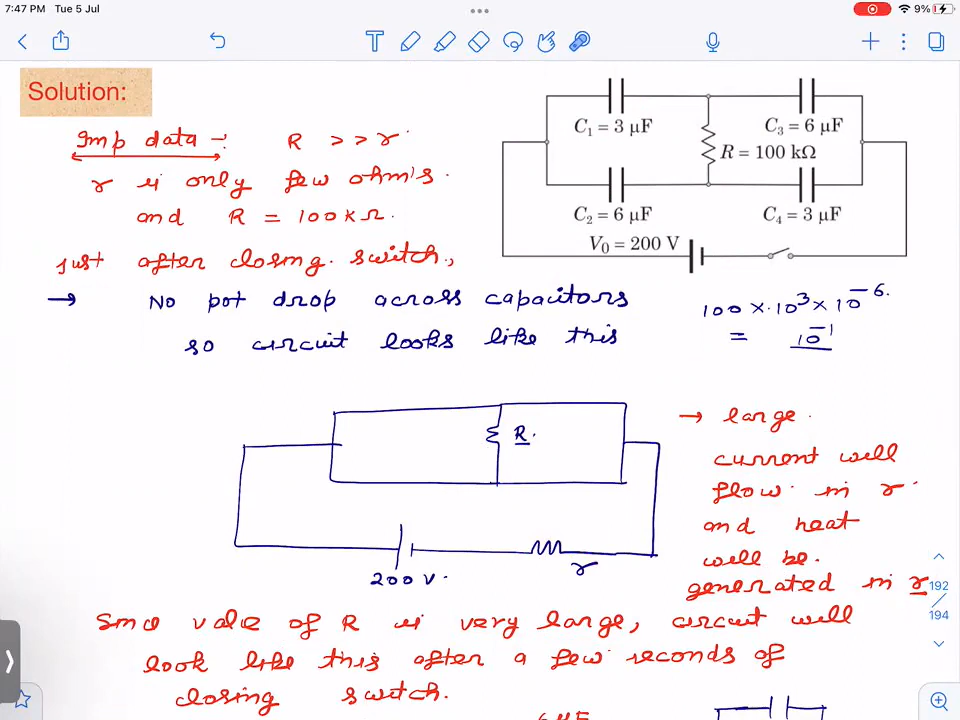 7:47 PM Tue 5 Jul
9%
T
Solution:
Imp data :- R >> r
r is only few ohm's.
and R = 100kΩ.
just after closing switch,
→ No pot drop across capacitors
so circuit looks like this
C₁ = 3 μF
C₃ = 6 μF
R = 100 kΩ
C₂ = 6 μF
C₄ = 3 μF
V₀ = 200 V
100 × 10³ × 10⁻⁶.
= 10⁻¹
R.
200 V.
r
→ large
current will
flow in r
and heat
will be
generated in r
192
194
Since value of R is very large, circuit will
look like this after a few seconds of
closing switch.
6μF